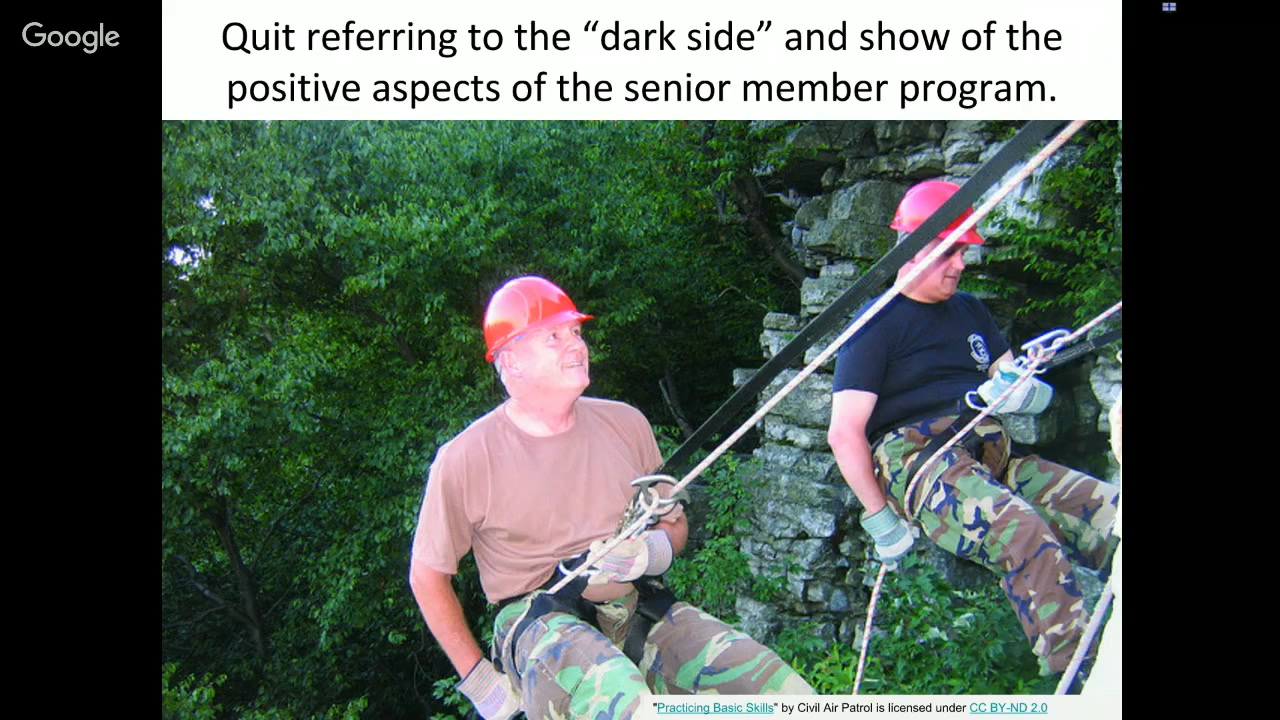 Google
Quit referring to the “dark side” and show of the
positive aspects of the senior member program.
"Practicing Basic Skills" by Civil Air Patrol is licensed under CC BY-ND 2.0